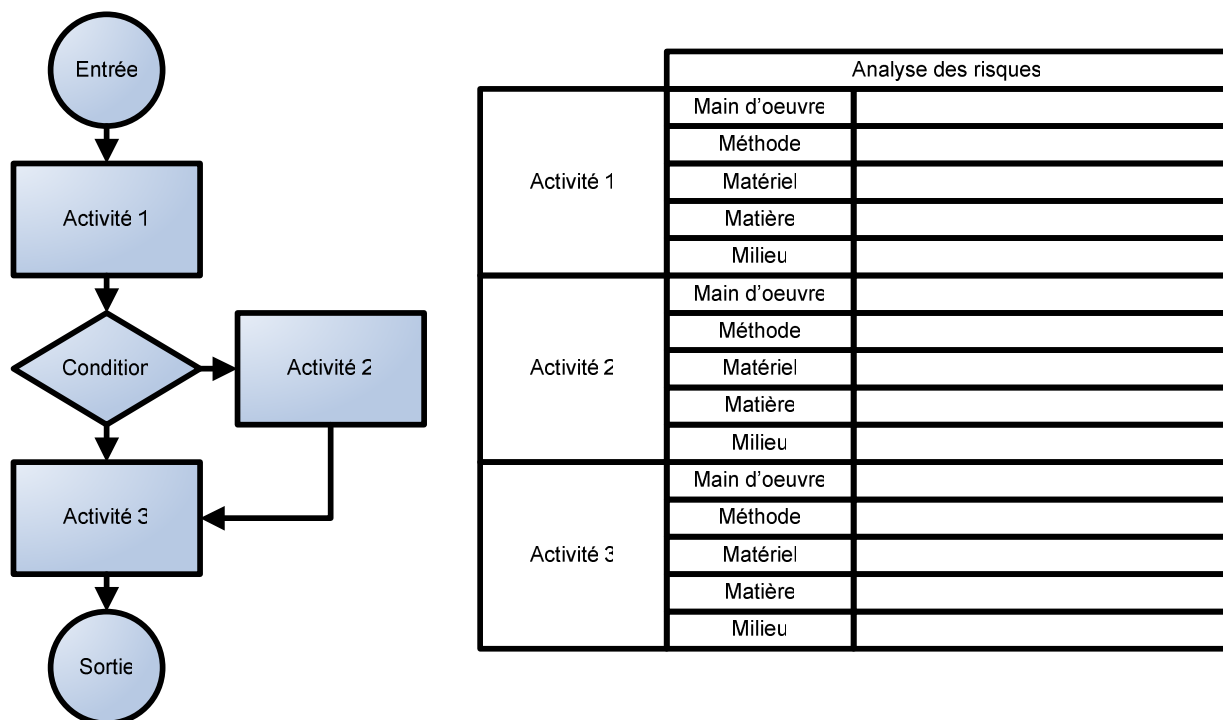 Entrée
Activité 1
Condition
Activité 2
Activité 3
Sortie
Analyse des risques
Activité 1
Main d'oeuvre
Méthode
Matériel
Matière
Milieu
Activité 2
Main d'oeuvre
Méthode
Matériel
Matière
Milieu
Activité 3
Main d'oeuvre
Méthode
Matériel
Matière
Milieu